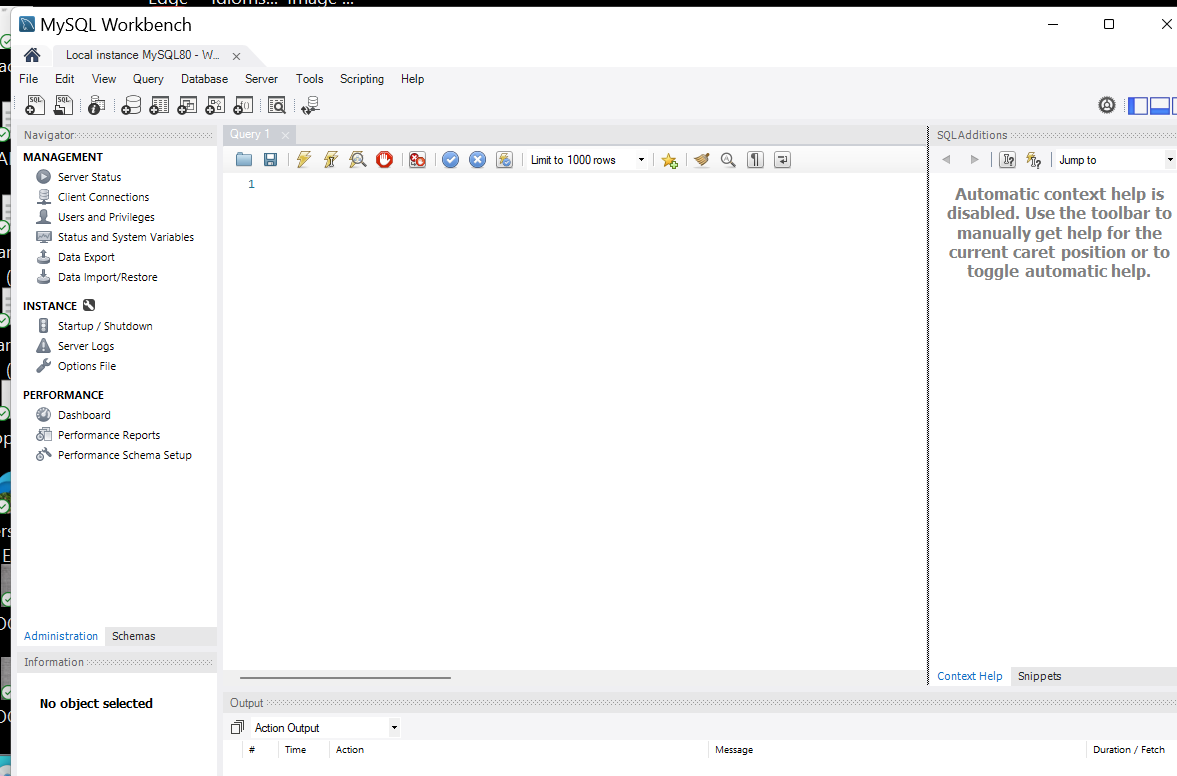 Edge
Idioms...
Image ...
MySQL Workbench
Local instance MySQL80 - W...
File Edit View Query Database Server Tools Scripting Help
Navigator
MANAGEMENT
Server Status
Client Connections
Users and Privileges
Status and System Variables
Data Export
Data Import/Restore
INSTANCE
Startup / Shutdown
Server Logs
Options File
PERFORMANCE
Dashboard
Performance Reports
Performance Schema Setup
Administration Schemas
Information
No object selected
Query 1
Limit to 1000 rows
1
SQLAdditions
Jump to
Automatic context help is
disabled. Use the toolbar to
manually get help for the
current caret position or to
toggle automatic help.
Context Help Snippets
Output
Action Output
# Time Action Message Duration / Fetch